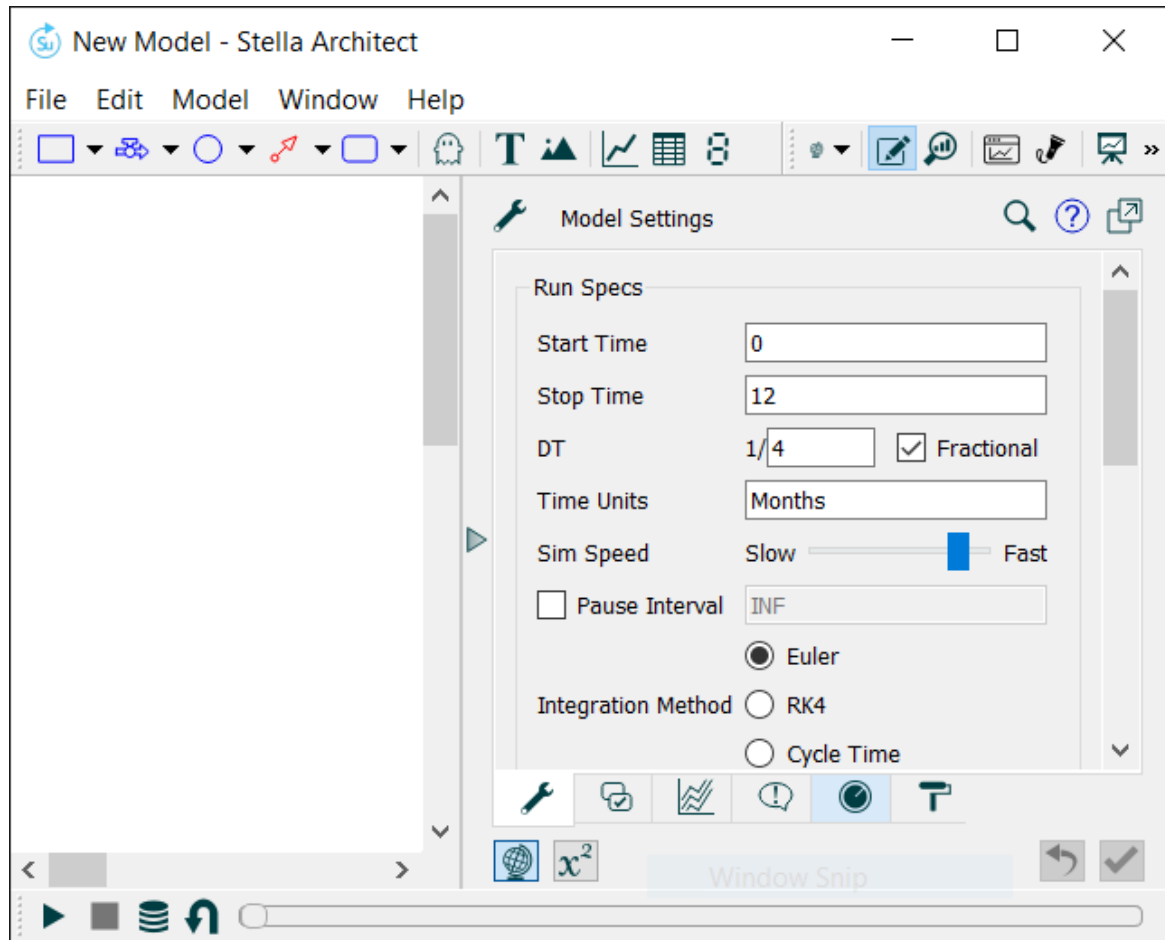 New Model - Stella Architect
File Edit Model Window Help
Model Settings
Run Specs
Start Time 0
Stop Time 12
DT 1/4 Fractional
Time Units Months
Sim Speed Slow Fast
Pause Interval INF
Euler
Integration Method RK4
Cycle Time
x²
Window Snip